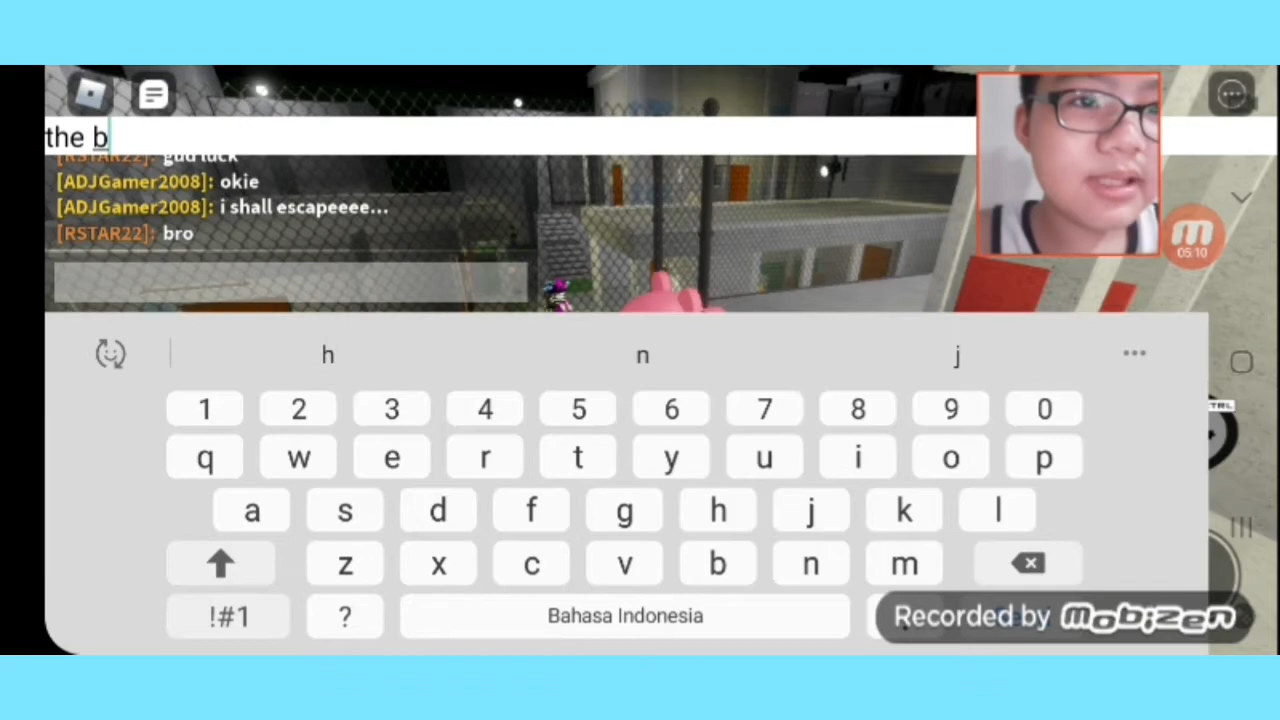 the b
[RSTAR22]: gud luck
[ADJGamer2008]: okie
[ADJGamer2008]: i shall escapeeee...
[RSTAR22]: bro
05:10
TRL
h n j
1 2 3 4 5 6 7 8 9 0
q w e r t y u i o p
a s d f g h j k l
z x c v b n m
!#1 ? Bahasa Indonesia
Recorded by mobizen